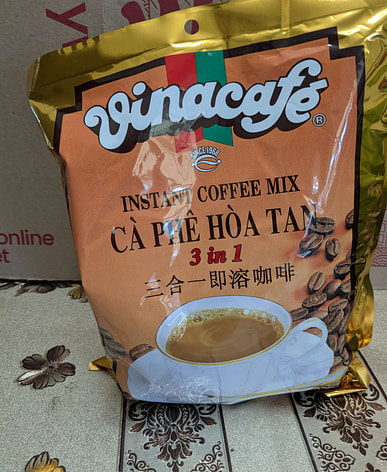 Vinacafé®
SINCE 1968
INSTANT COFFEE MIX
CÀ PHÊ HÒA TAN
3 in 1
三合一即溶咖啡
online
et